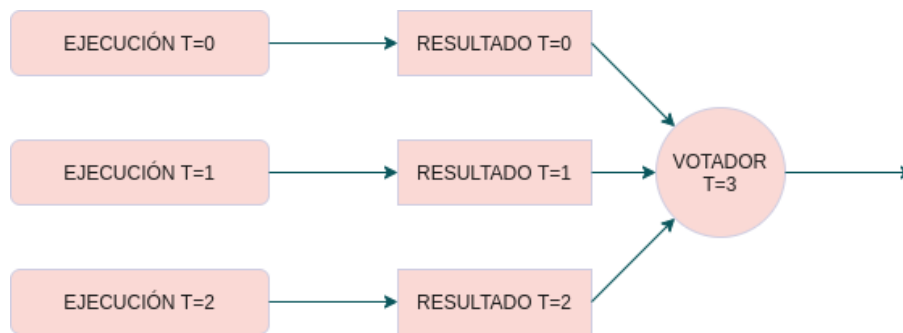 EJECUCIÓN T=0
RESULTADO T=0
EJECUCIÓN T=1
RESULTADO T=1
VOTADOR
T=3
EJECUCIÓN T=2
RESULTADO T=2